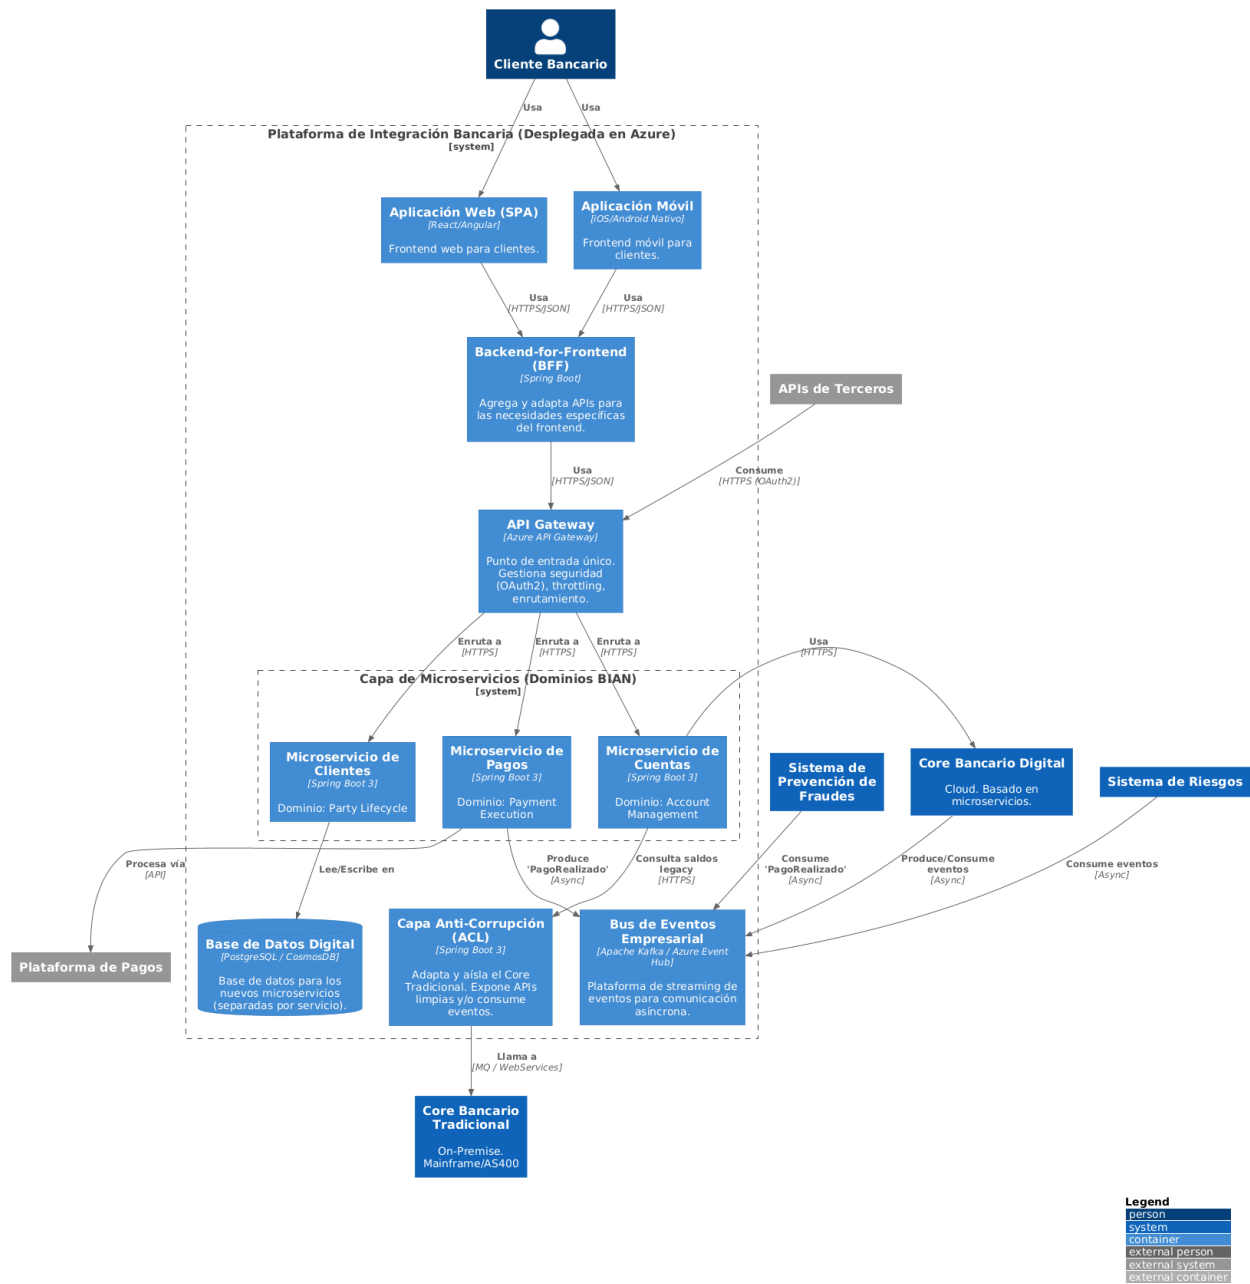 Cliente Bancario
Usa
Usa
Plataforma de Integración Bancaria (Desplegada en Azure)
[system]
Aplicación Web (SPA)
[React/Angular]
Frontend web para clientes.
Aplicación Móvil
[iOS/Android Nativo]
Frontend móvil para
clientes.
Usa
[HTTPS/JSON]
Usa
[HTTPS/JSON]
Backend-for-Frontend
(BFF)
[Spring Boot]
Agrega y adapta APIs para
las necesidades específicas
del frontend.
APIs de Terceros
Usa
[HTTPS/JSON]
Consume
[HTTPS (OAuth2)]
API Gateway
[Azure API Gateway]
Punto de entrada único.
Gestiona seguridad
(OAuth2), throttling,
enrutamiento.
Enruta a
[HTTPS]
Enruta a
[HTTPS]
Enruta a
[HTTPS]
Usa
[HTTPS]
Capa de Microservicios (Dominios BIAN)
[system]
Microservicio de
Clientes
[Spring Boot 3]
Dominio: Party Lifecycle
Microservicio de
Pagos
[Spring Boot 3]
Dominio: Payment
Execution
Microservicio de
Cuentas
[Spring Boot 3]
Dominio: Account
Management
Sistema de
Prevención de
Fraudes
Core Bancario Digital
Cloud. Basado en
microservicios.
Sistema de Riesgos
Procesa vía
[API]
Lee/Escribe en
Produce
'PagoRealizado'
[Async]
Consulta saldos
legacy
[HTTPS]
Consume
'PagoRealizado'
[Async]
Produce/Consume
eventos
[Async]
Consume eventos
[Async]
Plataforma de Pagos
Base de Datos Digital
[PostgreSQL / CosmosDB]
Base de datos para los
nuevos microservicios
(separadas por servicio).
Capa Anti-Corrupción
(ACL)
[Spring Boot 3]
Adapta y aísla el Core
Tradicional. Expone APIs
limpias y/o consume
eventos.
Bus de Eventos
Empresarial
[Apache Kafka / Azure Event
Hub]
Plataforma de streaming de
eventos para comunicación
asíncrona.
Llama a
[MQ / WebServices]
Core Bancario
Tradicional
On-Premise.
Mainframe/AS400
Legend
person
system
container
external person
external system
external container